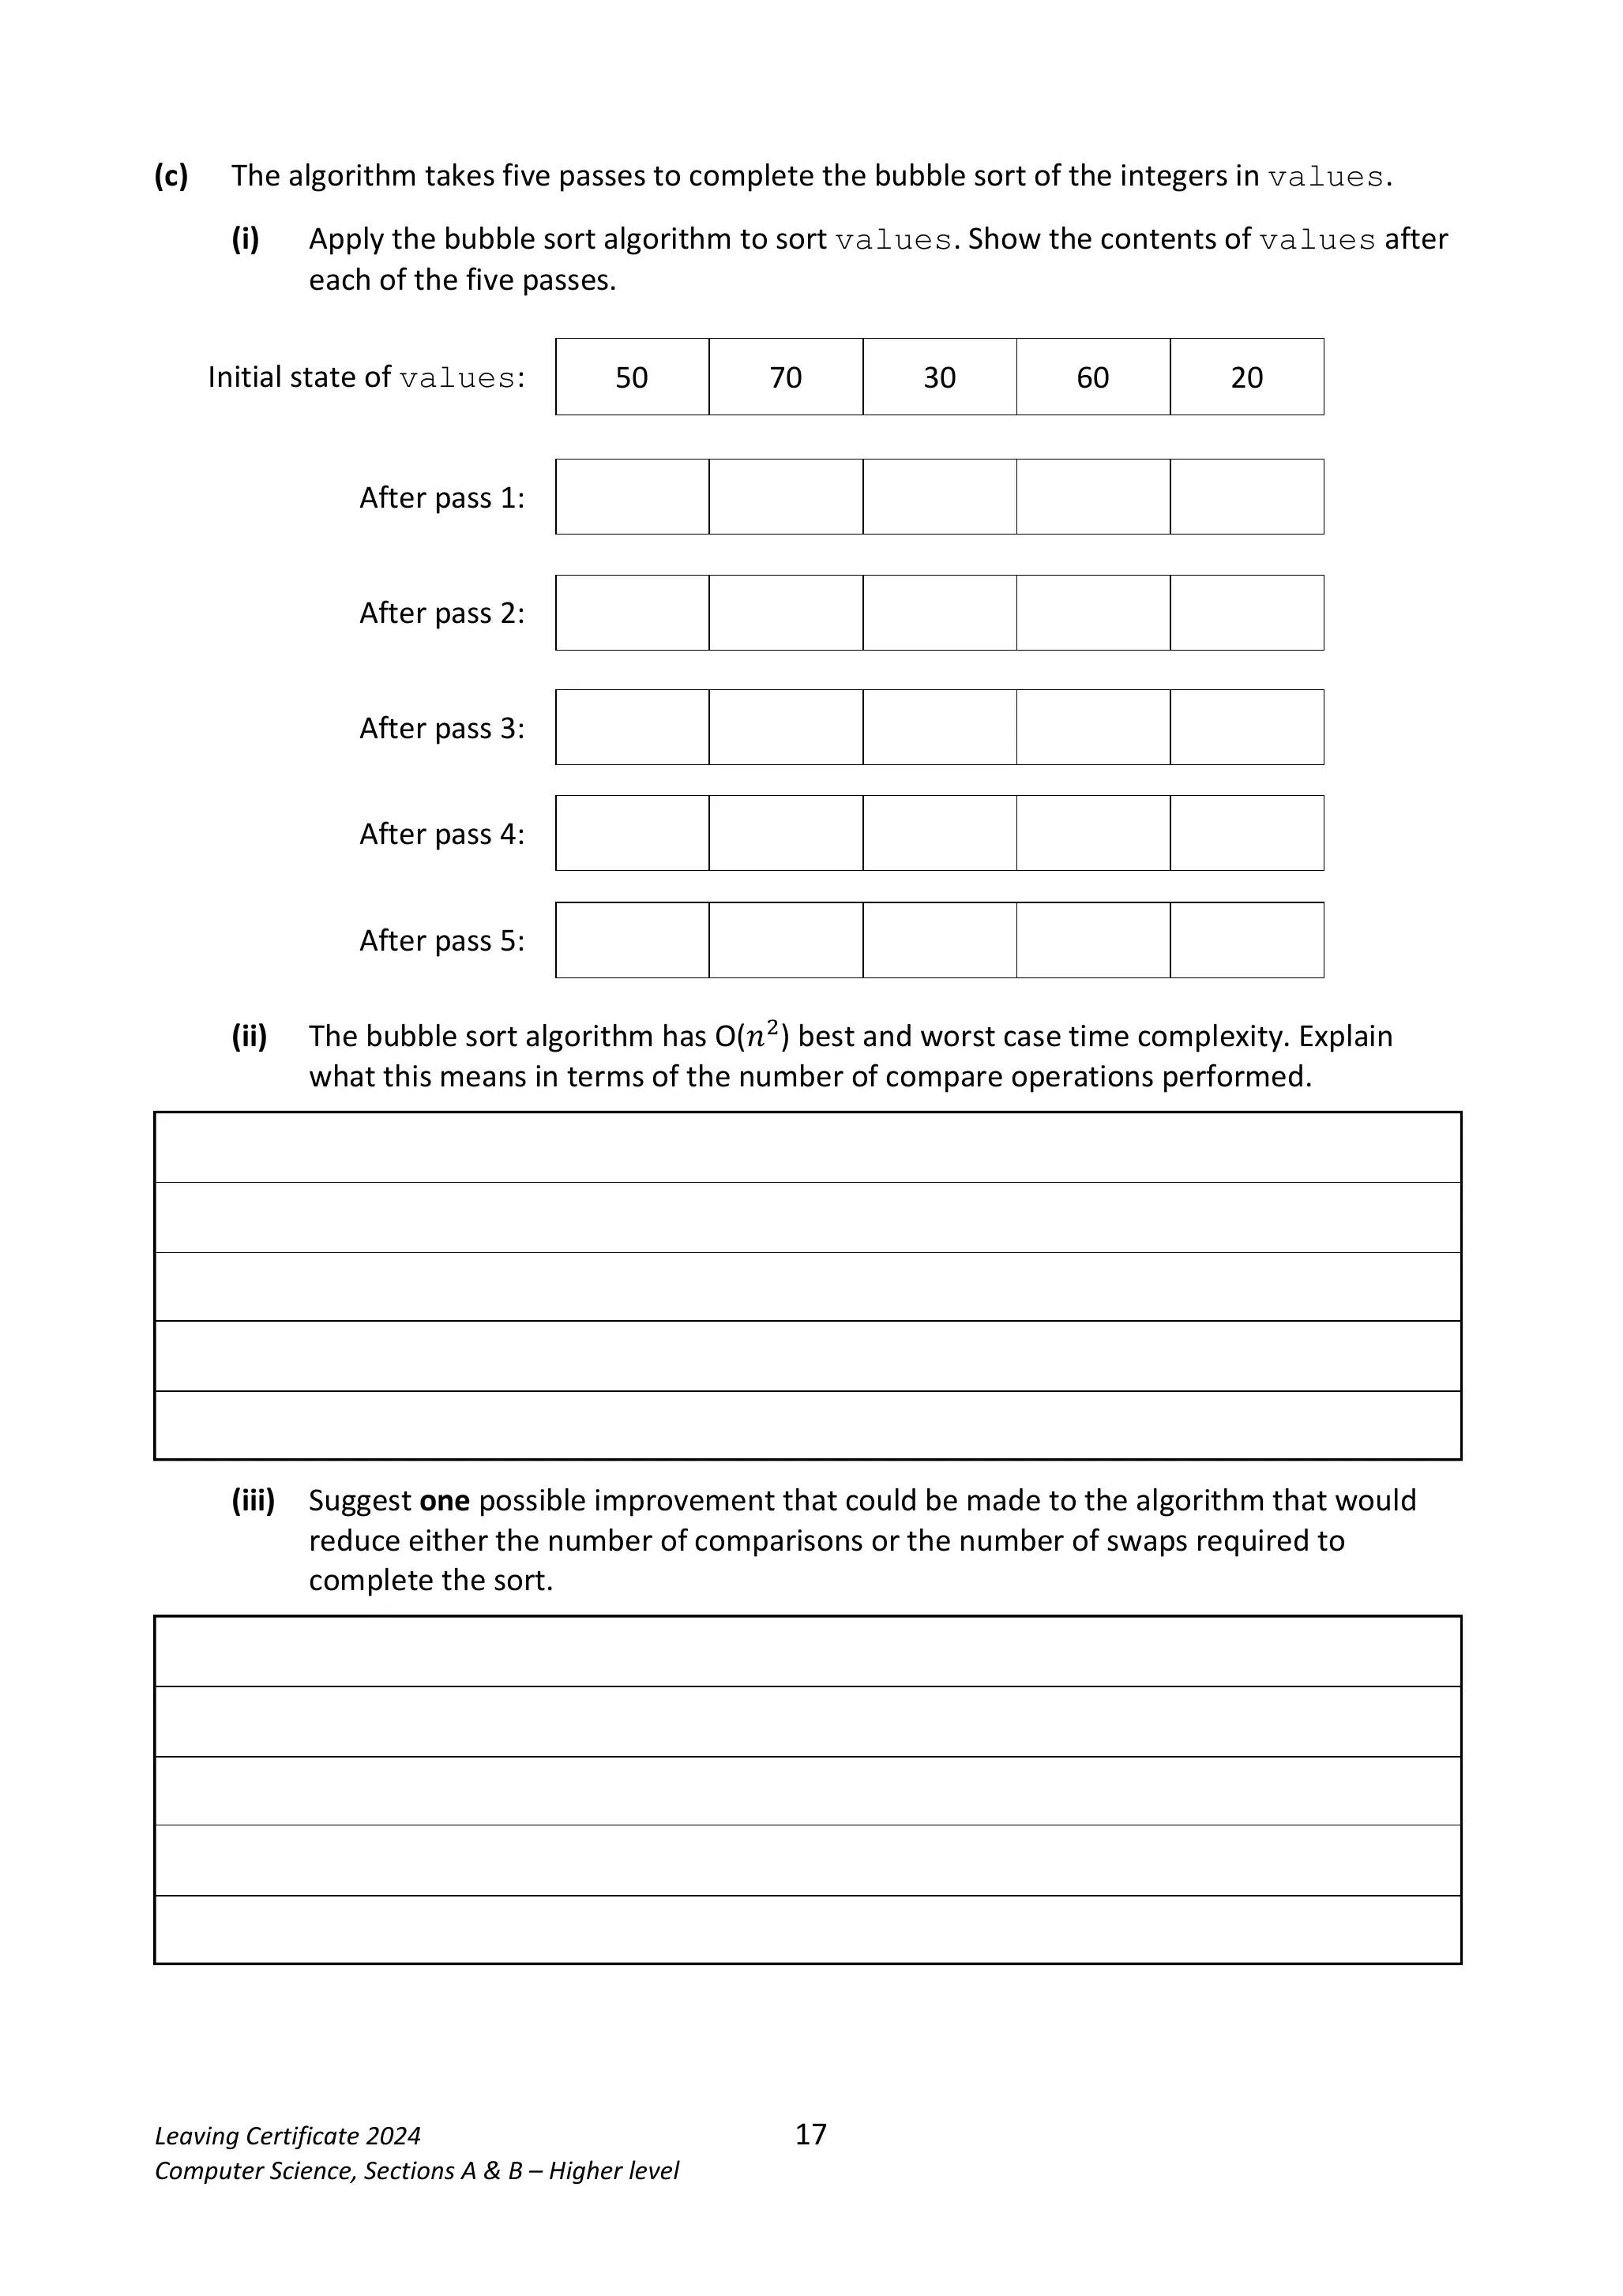 (c) The algorithm takes five passes to complete the bubble sort of the integers in values.
(i) Apply the bubble sort algorithm to sort values. Show the contents of values after
each of the five passes.
Initial state of values: 50 70 30 60 20
After pass 1:
After pass 2:
After pass 3:
After pass 4:
After pass 5:
(ii) The bubble sort algorithm has O(n²) best and worst case time complexity. Explain
what this means in terms of the number of compare operations performed.
(iii) Suggest one possible improvement that could be made to the algorithm that would
reduce either the number of comparisons or the number of swaps required to
complete the sort.
Leaving Certificate 2024 17
Computer Science, Sections A & B – Higher level